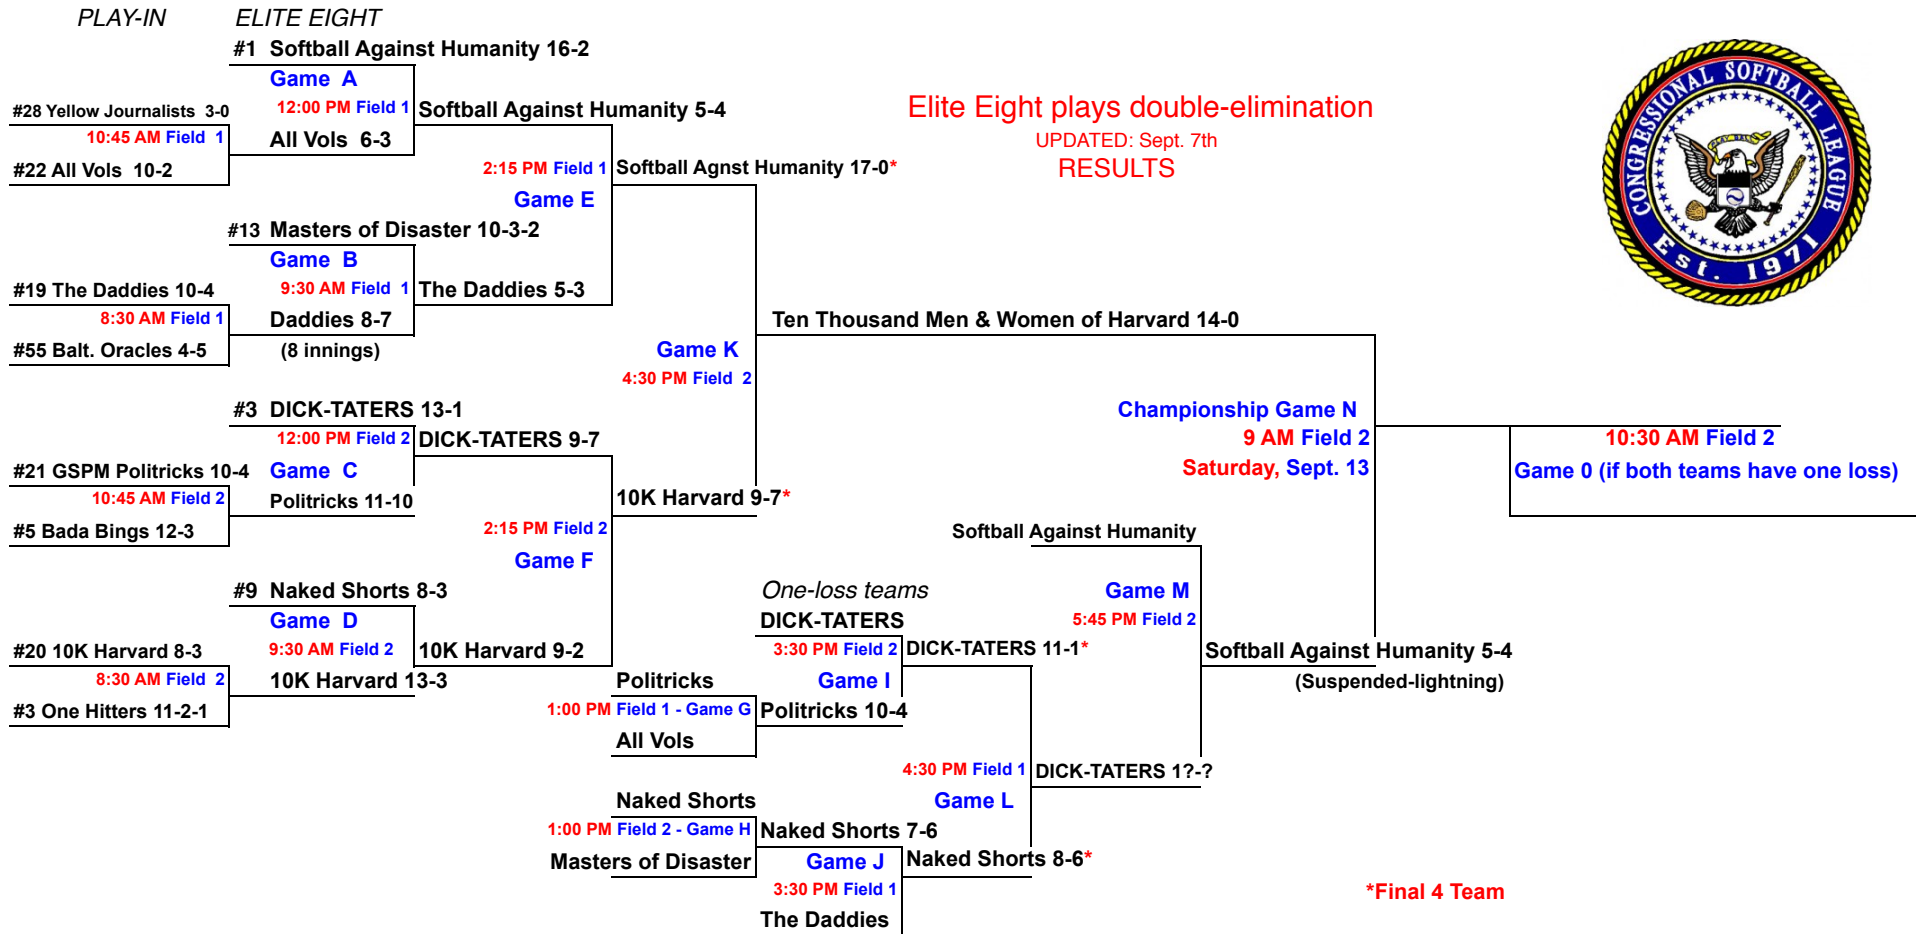 PLAY-IN
ELITE EIGHT
#1 Softball Against Humanity 16-2
Game A
#28 Yellow Journalists 3-0
12:00 PM Field 1
Softball Against Humanity 5-4
10:45 AM Field 1
All Vols 6-3
#22 All Vols 10-2
2:15 PM Field 1
Softball Agnst Humanity 17-0*
Game E
Elite Eight plays double-elimination
UPDATED: Sept. 7th
RESULTS
CONGRESSIONAL SOFTBALL LEAGUE
PLAY BALL
Est. 1971
#13 Masters of Disaster 10-3-2
Game B
#19 The Daddies 10-4
9:30 AM Field 1
The Daddies 5-3
8:30 AM Field 1
Daddies 8-7
#55 Balt. Oracles 4-5
(8 innings)
Ten Thousand Men & Women of Harvard 14-0
Game K
4:30 PM Field 2
#3 DICK-TATERS 13-1
12:00 PM Field 2
DICK-TATERS 9-7
#21 GSPM Politricks 10-4
Game C
10:45 AM Field 2
Politricks 11-10
#5 Bada Bings 12-3
10K Harvard 9-7*
2:15 PM Field 2
Game F
Championship Game N
9 AM Field 2
Saturday, Sept. 13
10:30 AM Field 2
Game 0 (if both teams have one loss)
#9 Naked Shorts 8-3
Game D
#20 10K Harvard 8-3
9:30 AM Field 2
10K Harvard 9-2
8:30 AM Field 2
10K Harvard 13-3
#3 One Hitters 11-2-1
Softball Against Humanity
One-loss teams
Game M
DICK-TATERS
5:45 PM Field 2
3:30 PM Field 2
DICK-TATERS 11-1*
Softball Against Humanity 5-4
(Suspended-lightning)
Politricks
Game I
1:00 PM Field 1 - Game G
Politricks 10-4
All Vols
4:30 PM Field 1
DICK-TATERS 1?-?
Game L
Naked Shorts
1:00 PM Field 2 - Game H
Naked Shorts 7-6
Masters of Disaster
Game J
Naked Shorts 8-6*
3:30 PM Field 1
The Daddies
*Final 4 Team